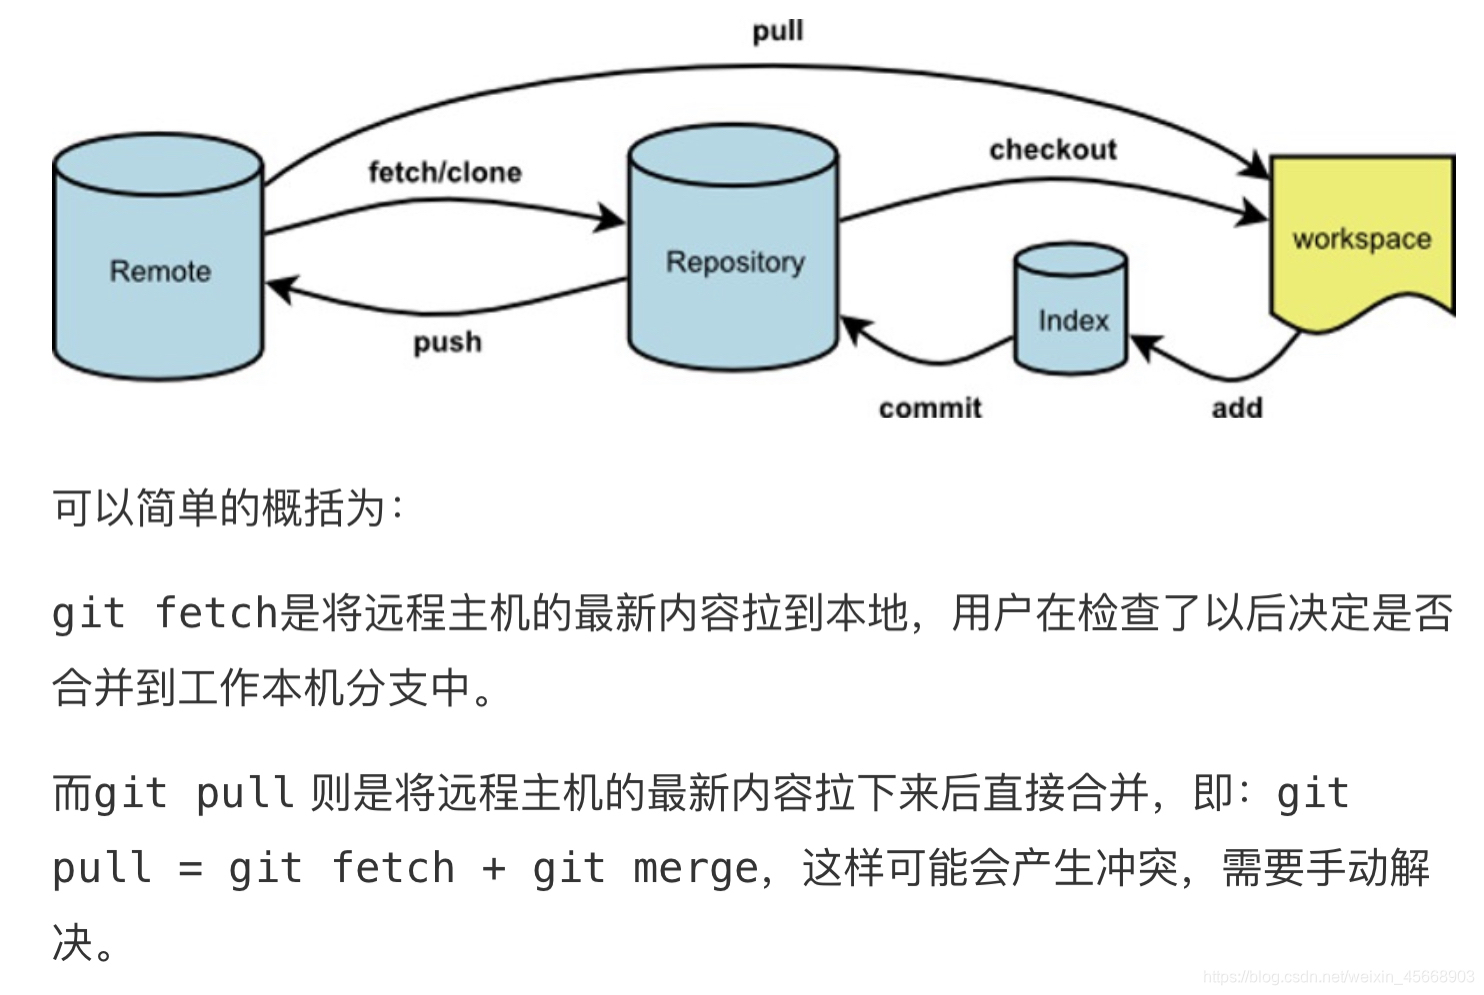 pull
fetch/clone
checkout
Remote
Repository
workspace
Index
push
commit
add
可以简单的概括为：
git fetch是将远程主机的最新内容拉到本地，用户在检查了以后决定是否
合并到工作本机分支中。
而git pull 则是将远程主机的最新内容拉下来后直接合并，即：git
pull = git fetch + git merge，这样可能会产生冲突，需要手动解
决。
https://blog.csdn.net/weixin_45668903